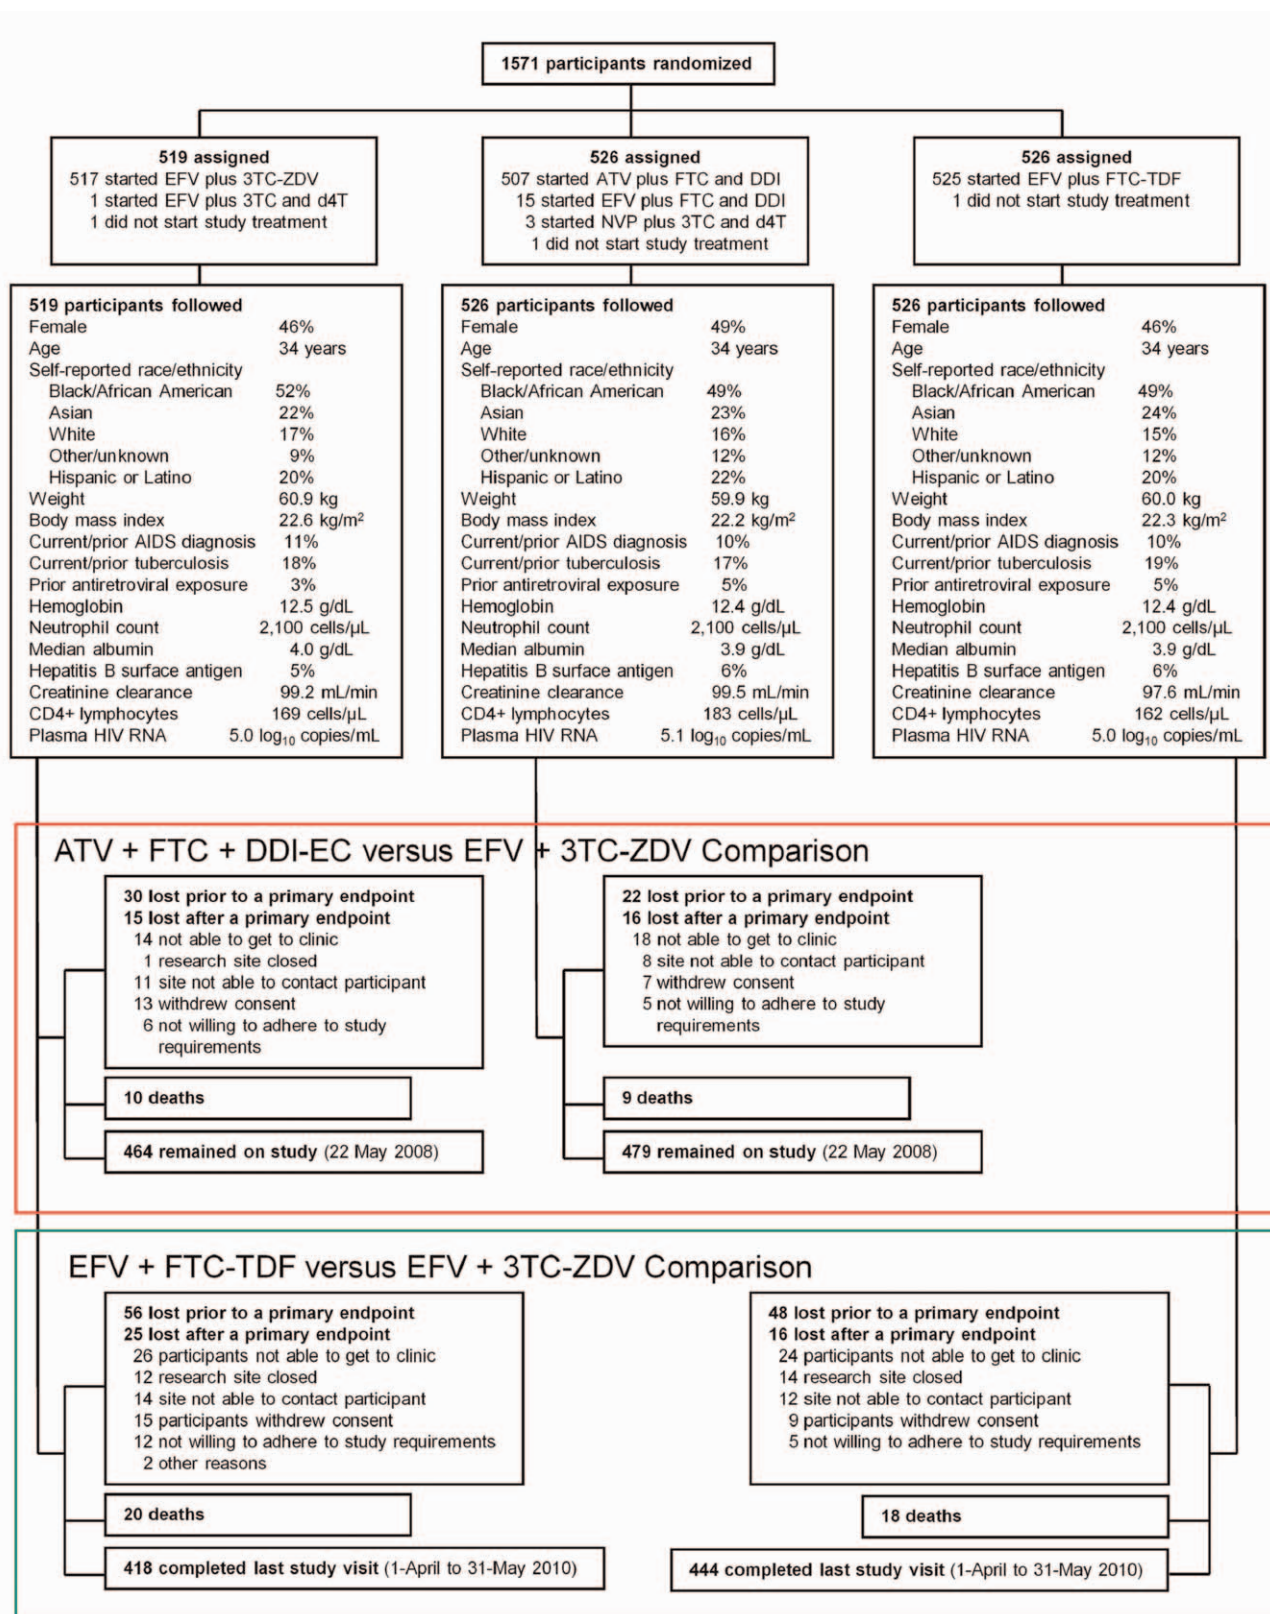 1571 participants randomized
519 assigned
517 started EFV plus 3TC-ZDV
1 started EFV plus 3TC and d4T
1 did not start study treatment
526 assigned
507 started ATV plus FTC and DDI
15 started EFV plus FTC and DDI
3 started NVP plus 3TC and d4T
1 did not start study treatment
526 assigned
525 started EFV plus FTC-TDF
1 did not start study treatment
519 participants followed
Female 46%
Age 34 years
Self-reported race/ethnicity
Black/African American 52%
Asian 22%
White 17%
Other/unknown 9%
Hispanic or Latino 20%
Weight 60.9 kg
Body mass index 22.6 kg/m²
Current/prior AIDS diagnosis 11%
Current/prior tuberculosis 18%
Prior antiretroviral exposure 3%
Hemoglobin 12.5 g/dL
Neutrophil count 2,100 cells/µL
Median albumin 4.0 g/dL
Hepatitis B surface antigen 5%
Creatinine clearance 99.2 mL/min
CD4+ lymphocytes 169 cells/µL
Plasma HIV RNA 5.0 log₁₀ copies/mL
526 participants followed
Female 49%
Age 34 years
Self-reported race/ethnicity
Black/African American 49%
Asian 23%
White 16%
Other/unknown 12%
Hispanic or Latino 22%
Weight 59.9 kg
Body mass index 22.2 kg/m²
Current/prior AIDS diagnosis 10%
Current/prior tuberculosis 17%
Prior antiretroviral exposure 5%
Hemoglobin 12.4 g/dL
Neutrophil count 2,100 cells/µL
Median albumin 3.9 g/dL
Hepatitis B surface antigen 6%
Creatinine clearance 99.5 mL/min
CD4+ lymphocytes 183 cells/µL
Plasma HIV RNA 5.1 log₁₀ copies/mL
526 participants followed
Female 46%
Age 34 years
Self-reported race/ethnicity
Black/African American 49%
Asian 24%
White 15%
Other/unknown 12%
Hispanic or Latino 20%
Weight 60.0 kg
Body mass index 22.3 kg/m²
Current/prior AIDS diagnosis 10%
Current/prior tuberculosis 19%
Prior antiretroviral exposure 5%
Hemoglobin 12.4 g/dL
Neutrophil count 2,100 cells/µL
Median albumin 3.9 g/dL
Hepatitis B surface antigen 6%
Creatinine clearance 97.6 mL/min
CD4+ lymphocytes 162 cells/µL
Plasma HIV RNA 5.0 log₁₀ copies/mL
ATV + FTC + DDI-EC versus EFV + 3TC-ZDV Comparison
30 lost prior to a primary endpoint
15 lost after a primary endpoint
14 not able to get to clinic
1 research site closed
11 site not able to contact participant
13 withdrew consent
6 not willing to adhere to study
requirements
10 deaths
464 remained on study (22 May 2008)
22 lost prior to a primary endpoint
16 lost after a primary endpoint
18 not able to get to clinic
8 site not able to contact participant
7 withdrew consent
5 not willing to adhere to study
requirements
9 deaths
479 remained on study (22 May 2008)
EFV + FTC-TDF versus EFV + 3TC-ZDV Comparison
56 lost prior to a primary endpoint
25 lost after a primary endpoint
26 participants not able to get to clinic
12 research site closed
14 site not able to contact participant
15 participants withdrew consent
12 not willing to adhere to study requirements
2 other reasons
20 deaths
418 completed last study visit (1-April to 31-May 2010)
48 lost prior to a primary endpoint
16 lost after a primary endpoint
24 participants not able to get to clinic
14 research site closed
12 site not able to contact participant
9 participants withdrew consent
5 not willing to adhere to study requirements
18 deaths
444 completed last study visit (1-April to 31-May 2010)